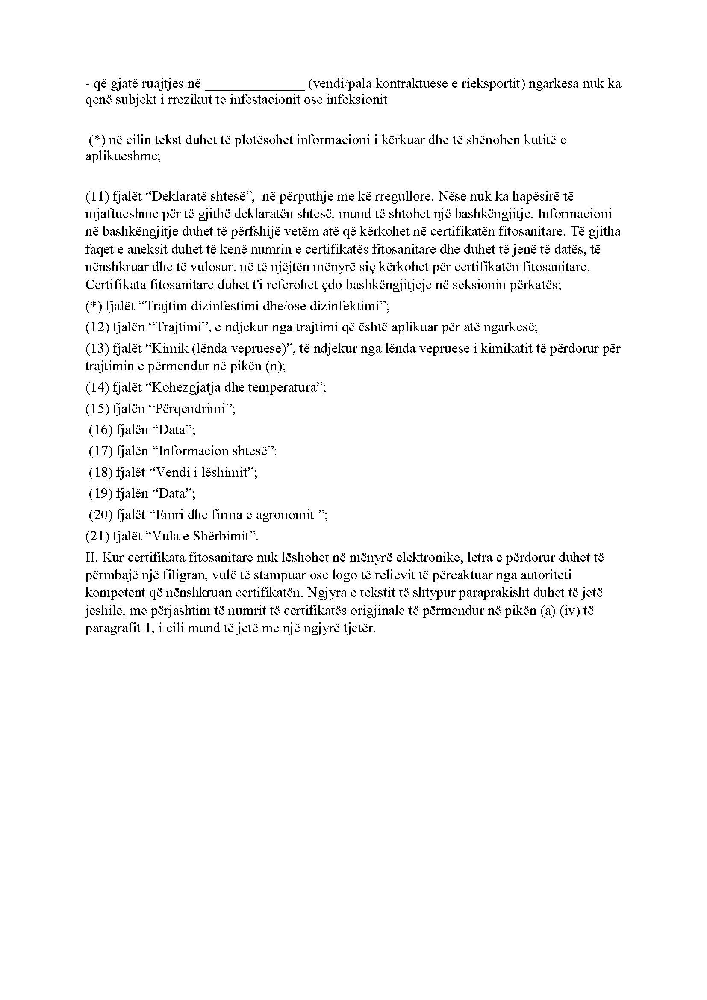 - që gjatë ruajtjes në ______________ (vendi/pala kontraktuese e rieksportit) ngarkesa nuk ka
qenë subjekt i rrezikut te infestacionit ose infeksionit
(*) në cilin tekst duhet të plotësohet informacioni i kërkuar dhe të shënohen kutitë e
aplikueshme;
(11) fjalët “Deklaratë shtesë”,  në përputhje me kë rregullore. Nëse nuk ka hapësirë të
mjaftueshme për të gjithë deklaratën shtesë, mund të shtohet një bashkëngjitje. Informacioni
në bashkëngjitje duhet të përfshijë vetëm atë që kërkohet në certifikatën fitosanitare. Të gjitha
faqet e aneksit duhet të kenë numrin e certifikatës fitosanitare dhe duhet të jenë të datës, të
nënshkruar dhe të vulosur, në të njëjtën mënyrë siç kërkohet për certifikatën fitosanitare.
Certifikata fitosanitare duhet t'i referohet çdo bashkëngjitjeje në seksionin përkatës;
(*) fjalët “Trajtim dizinfestimi dhe/ose dizinfektimi”;
(12) fjalën “Trajtimi”, e ndjekur nga trajtimi që është aplikuar për atë ngarkesë;
(13) fjalët “Kimik (lënda vepruese)”, të ndjekur nga lënda vepruese i kimikatit të përdorur për
trajtimin e përmendur në pikën (n);
(14) fjalët “Kohezgjatja dhe temperatura”;
(15) fjalën “Përqendrimi”;
(16) fjalën “Data”;
(17) fjalën “Informacion shtesë”:
(18) fjalët “Vendi i lëshimit”;
(19) fjalën “Data”;
(20) fjalët “Emri dhe firma e agronomit ”;
(21) fjalët “Vula e Shërbimit”.
II. Kur certifikata fitosanitare nuk lëshohet në mënyrë elektronike, letra e përdorur duhet të
përmbajë një filigran, vulë të stampuar ose logo të relievit të përcaktuar nga autoriteti
kompetent që nënshkruan certifikatën. Ngjyra e tekstit të shtypur paraprakisht duhet të jetë
jeshile, me përjashtim të numrit të certifikatës origjinale të përmendur në pikën (a) (iv) të
paragrafit 1, i cili mund të jetë me një ngjyrë tjetër.